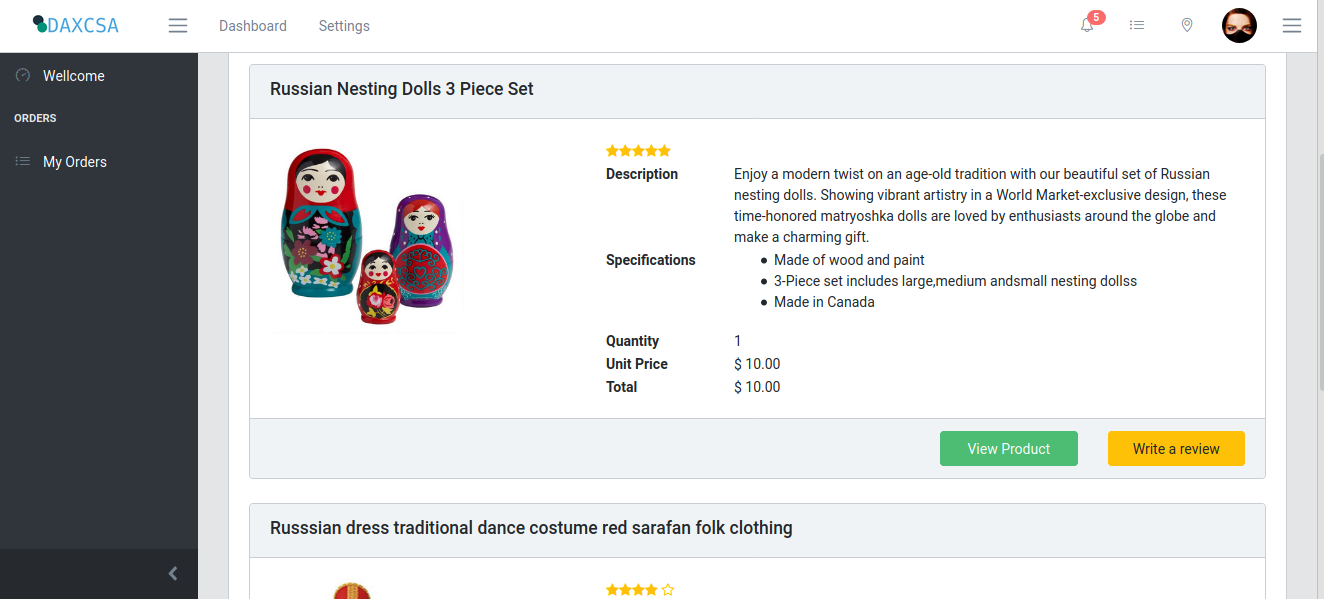 DAXCSA
Dashboard
Settings
5
Wellcome
ORDERS
My Orders
Russian Nesting Dolls 3 Piece Set
Description
Enjoy a modern twist on an age-old tradition with our beautiful set of Russian
nesting dolls. Showing vibrant artistry in a World Market-exclusive design, these
time-honored matryoshka dolls are loved by enthusiasts around the globe and
make a charming gift.
Specifications
• Made of wood and paint
• 3-Piece set includes large,medium andsmall nesting dollss
• Made in Canada
Quantity 1
Unit Price $ 10.00
Total $ 10.00
View Product
Write a review
Russsian dress traditional dance costume red sarafan folk clothing